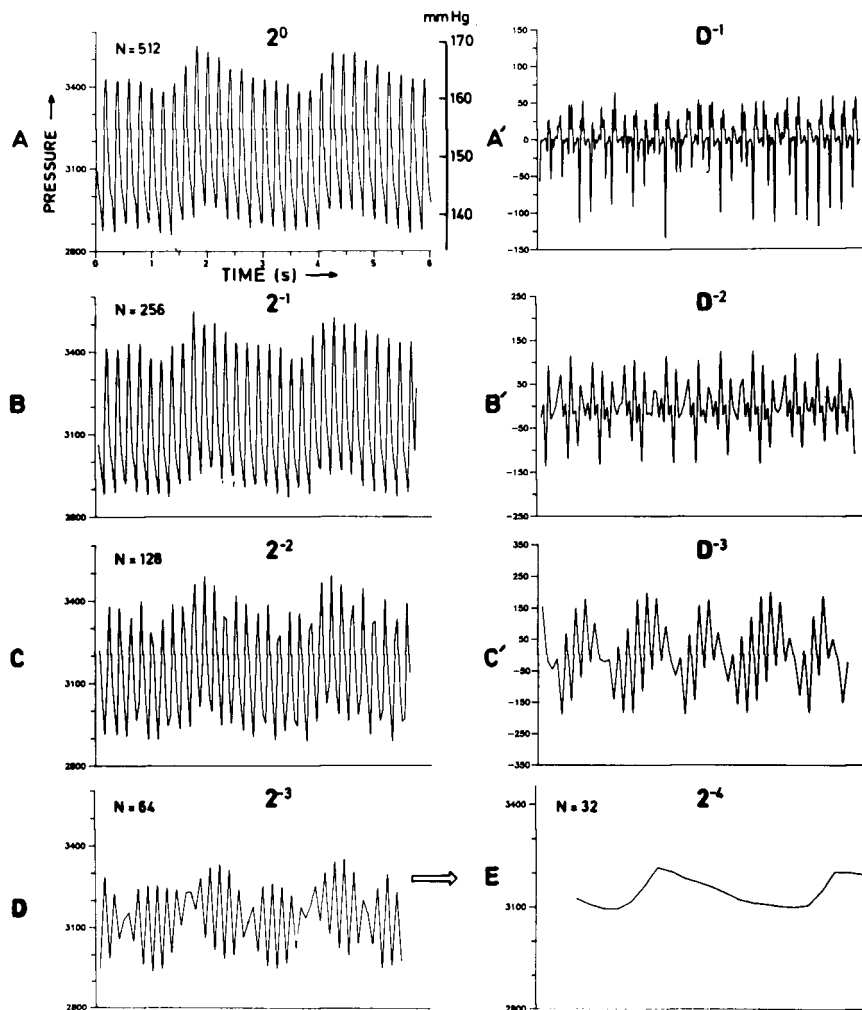 mm Hg
N = 512
2⁰
170
160
150
140
3400
3100
2800
PRESSURE →
A
0 1 2 3 4 5 6
TIME (s) →
D⁻¹
A′
150
100
50
0
−50
−100
−150
N = 256
2⁻¹
B
3400
3100
2800
D⁻²
B′
250
150
50
−50
−150
−250
N = 128
2⁻²
C
3400
3100
2800
D⁻³
C′
350
250
150
50
−50
−150
−250
−350
N = 64
2⁻³
D
3400
3100
2800
N = 32
2⁻⁴
E
3400
3100
2800